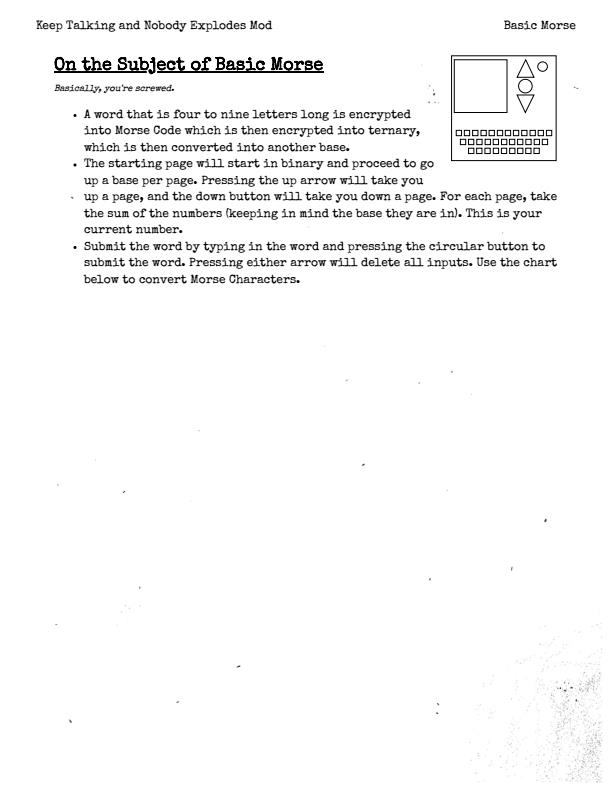 Keep Talking and Nobody Explodes Mod Basic Morse
On the Subject of Basic Morse
Basically, you're screwed.
• A word that is four to nine letters long is encrypted
into Morse Code which is then encrypted into ternary,
which is then converted into another base.
• The starting page will start in binary and proceed to go
up a base per page. Pressing the up arrow will take you
up a page, and the down button will take you down a page. For each page, take
the sum of the numbers (keeping in mind the base they are in). This is your
current number.
• Submit the word by typing in the word and pressing the circular button to
submit the word. Pressing either arrow will delete all inputs. Use the chart
below to convert Morse Characters.